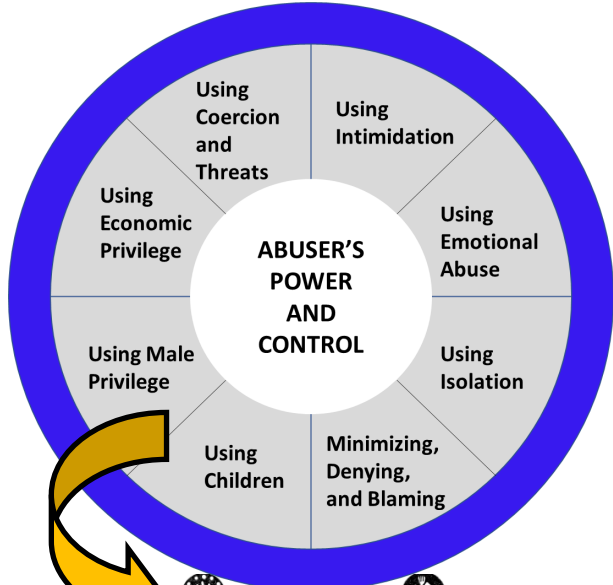 Using
Coercion
and
Threats
Using
Intimidation
Using
Emotional
Abuse
Using
Isolation
Minimizing,
Denying,
and Blaming
Using
Children
Using Male
Privilege
Using
Economic
Privilege
ABUSER’S
POWER
AND
CONTROL